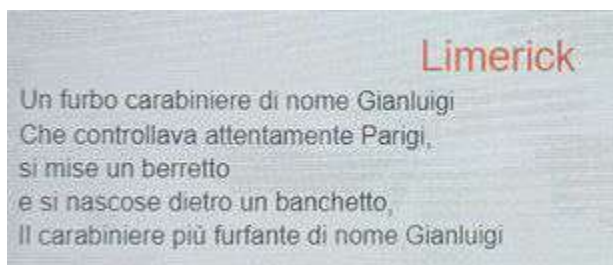 Limerick
Un furbo carabiniere di nome Gianluigi
Che controllava attentamente Parigi,
si mise un berretto
e si nascose dietro un banchetto,
Il carabiniere più furfante di nome Gianluigi